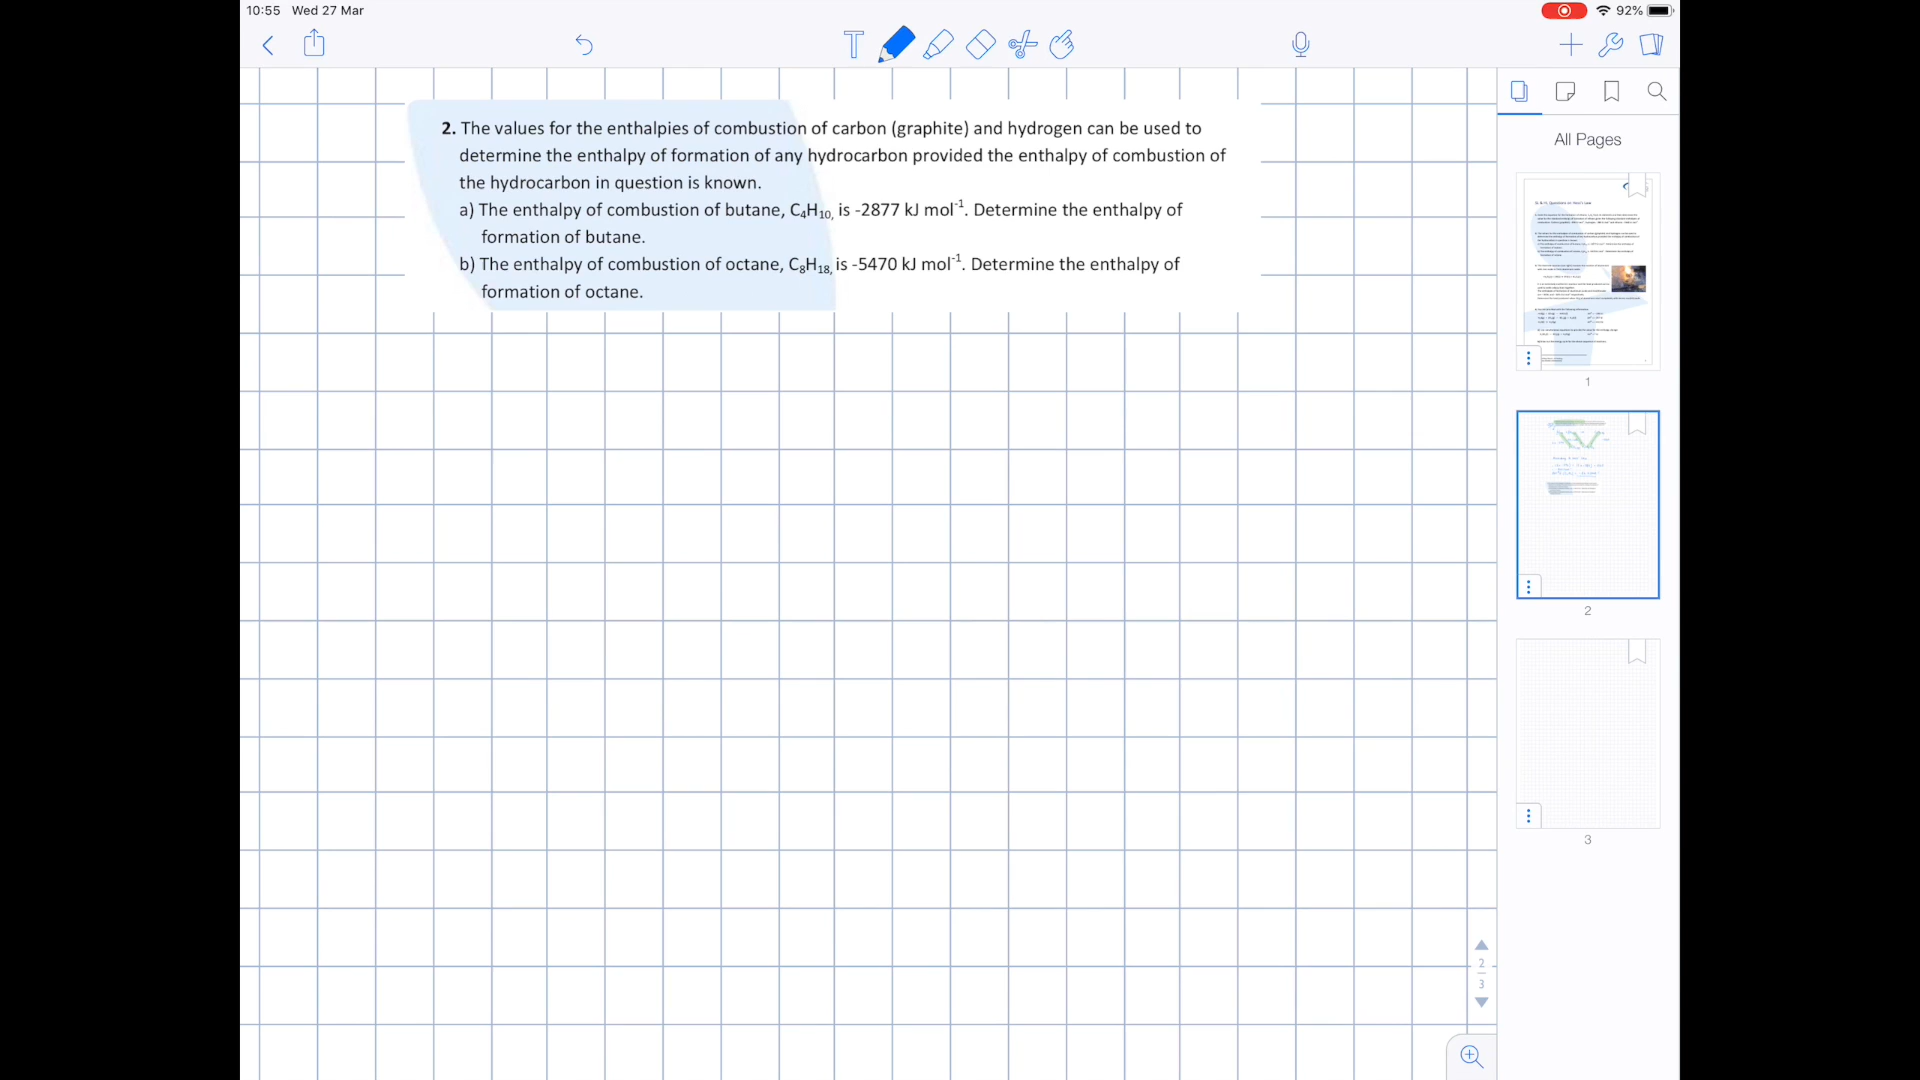 10:55 Wed 27 Mar
92%
T
All Pages
2. The values for the enthalpies of combustion of carbon (graphite) and hydrogen can be used to
determine the enthalpy of formation of any hydrocarbon provided the enthalpy of combustion of
the hydrocarbon in question is known.
a) The enthalpy of combustion of butane, C₄H₁₀, is -2877 kJ mol⁻¹. Determine the enthalpy of
formation of butane.
b) The enthalpy of combustion of octane, C₈H₁₈, is -5470 kJ mol⁻¹. Determine the enthalpy of
formation of octane.
1
2
3
2
3